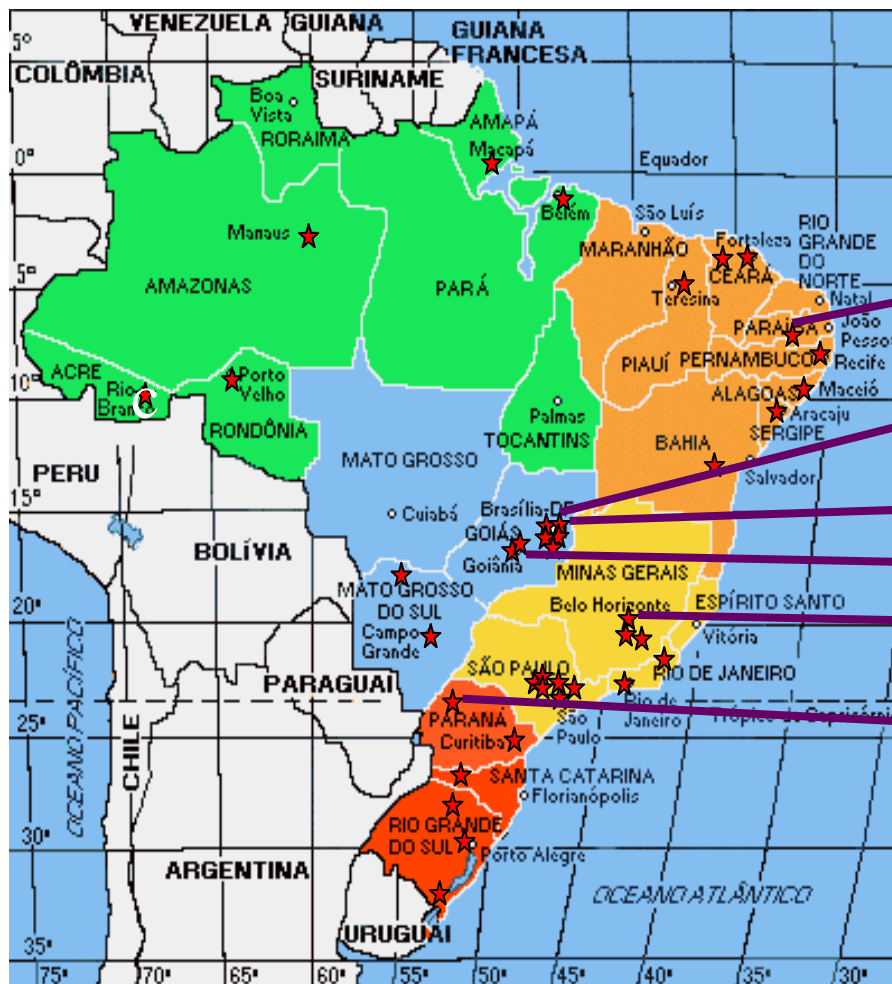 VENEZUELA
GUIANA
GUIANA
FRANCESA
5°
COLÔMBIA
SURINAME
Boa
Vista
RORAIMA
AMAPÁ
Macapá
0°
Equador
Belém
São Luís
RIO
GRANDE
DO
NORTE
Manaus
MARANHÃO
Fortaleza
CEARÁ
5°
AMAZONAS
PARÁ
Teresina
Natal
PARAÍBA
João
Pesso
ACRE
PIAUÍ
PERNAMBUCO
Recife
10°
Rio
Bran
C
Porto
Velho
Palmas
ALAGOAS
Maceió
Aracaju
SERGIPE
RONDÔNIA
TOCANTINS
BAHIA
PERU
MATO GROSSO
Salvador
15°
Cuiabá
Brasília-DF
GOIÁS
Goiânia
BOLÍVIA
MINAS GERAIS
MATO GROSSO
DO SUL
Campo
Grande
Belo Horizonte
ESPÍRITO SANTO
Vitória
20°
OCEANO PACÍFICO
PARAGUAI
SÃO PAULO
RIO DE JANEIRO
Rio de
Janeiro
Trópico de Capricórni
São
Paulo
25°
CHILE
PARANÁ
Curitiba
SANTA CATARINA
Florianópolis
RIO GRANDE
DO SUL
30°
Porto Alegre
ARGENTINA
OCEANO ATLÂNTICO
URUGUAI
35°
75°
70°
65°
60°
55°
50°
45°
40°
35°
30°